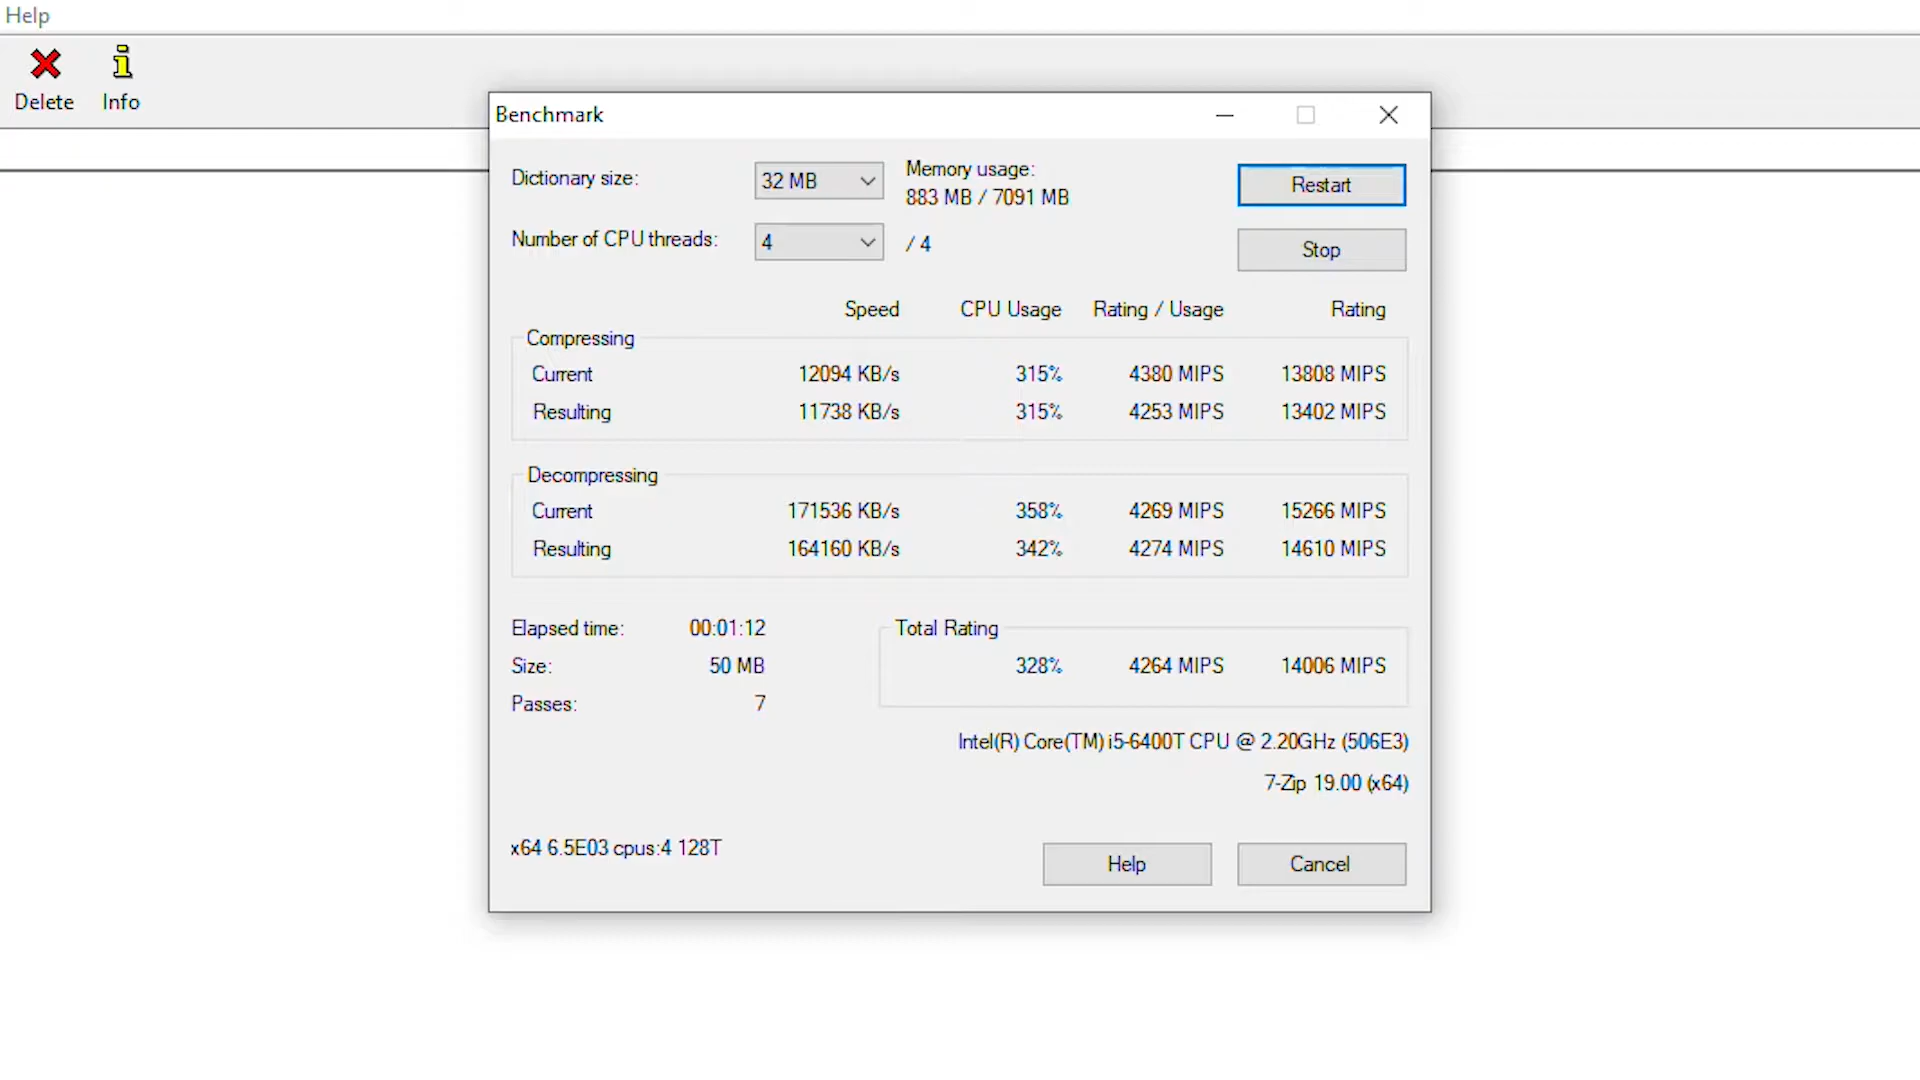 Help
Delete Info
Benchmark
Dictionary size: 32 MB Memory usage:
883 MB / 7091 MB
Restart
Number of CPU threads: 4 / 4
Stop
Speed CPU Usage Rating / Usage Rating
Compressing
Current 12094 KB/s 315% 4380 MIPS 13808 MIPS
Resulting 11738 KB/s 315% 4253 MIPS 13402 MIPS
Decompressing
Current 171536 KB/s 358% 4269 MIPS 15266 MIPS
Resulting 164160 KB/s 342% 4274 MIPS 14610 MIPS
Elapsed time: 00:01:12 Total Rating
Size: 50 MB 328% 4264 MIPS 14006 MIPS
Passes: 7
Intel(R) Core(TM) i5-6400T CPU @ 2.20GHz (506E3)
7-Zip 19.00 (x64)
x64 6.5E03 cpus:4 128T
Help Cancel